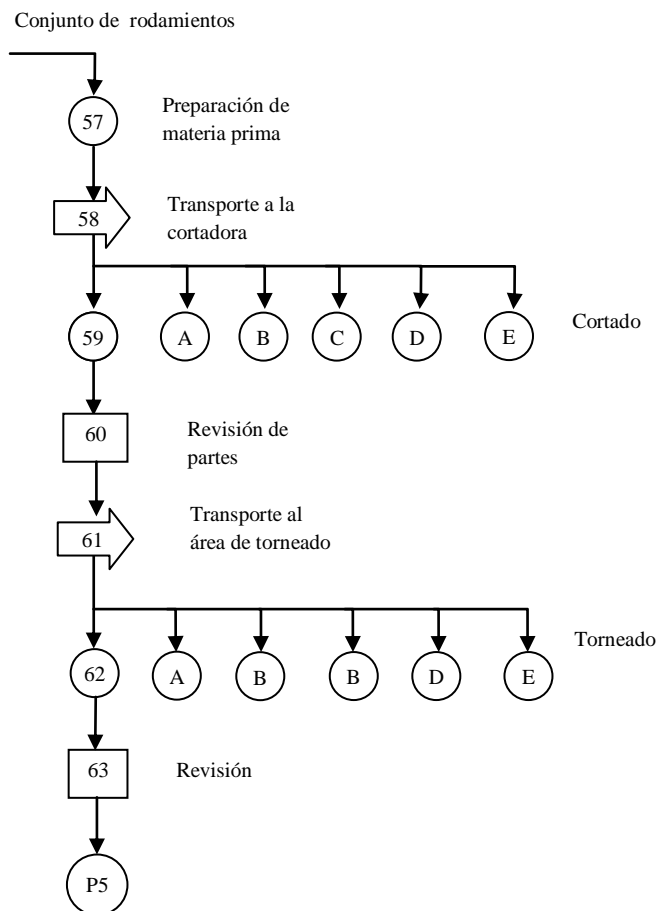 Conjunto de rodamientos
57
Preparación de
materia prima
58
Transporte a la
cortadora
59
A
B
C
D
E
Cortado
60
Revisión de
partes
61
Transporte al
área de torneado
62
A
B
B
D
E
Torneado
63
Revisión
P5